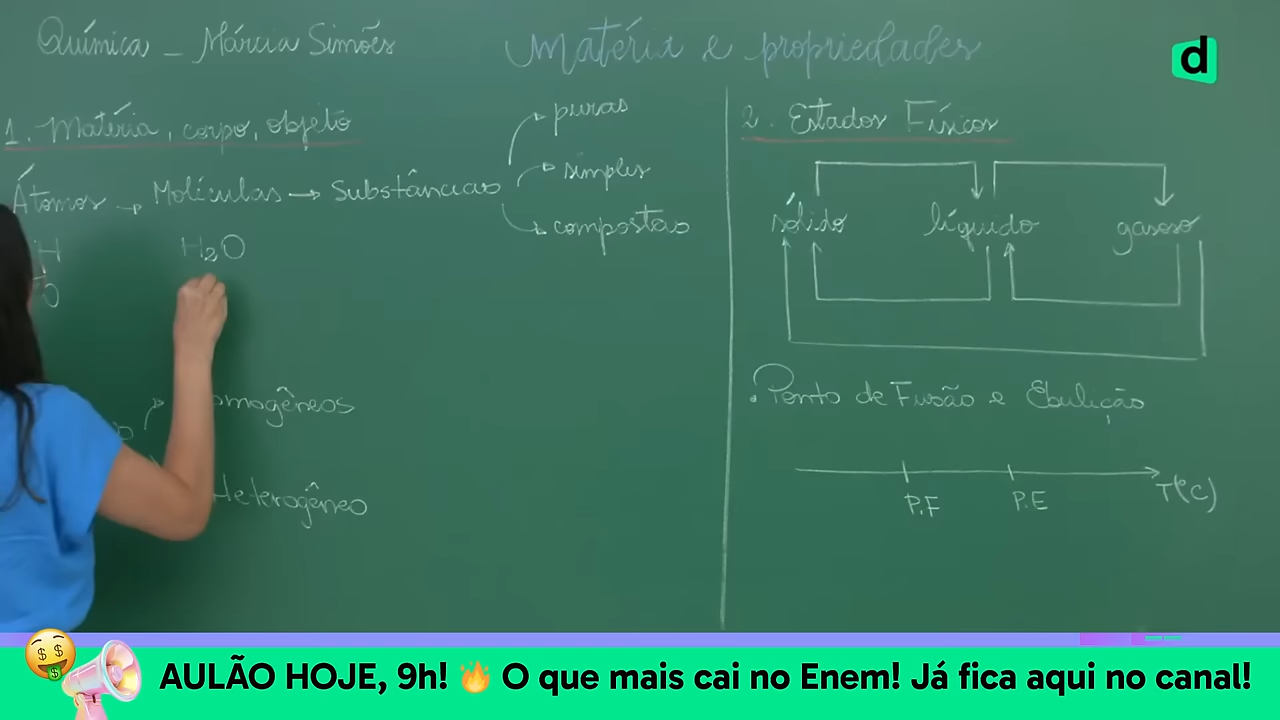 Química - Márcia Simões
Matéria e propriedades
d
1. Matéria, corpo, objeto
Átomos → Moléculas → Substâncias
puras
simples
compostas
H
O
H₂O
omogêneos
Heterogêneo
2. Estados Físicos
sólido líquido gasoso
. Ponto de Fusão e Ebulição
P.F P.E T(°C)
AULÃO HOJE, 9h! 🔥 O que mais cai no Enem! Já fica aqui no canal!